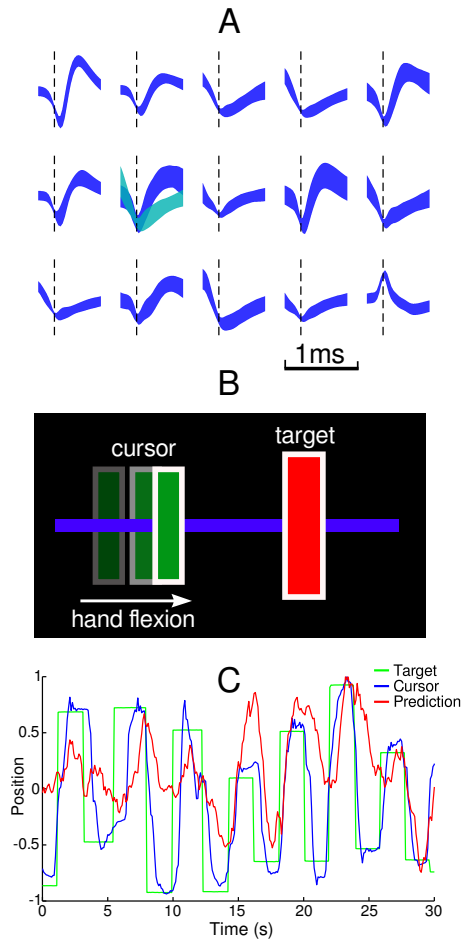 A
1ms
B
cursor
target
hand flexion
C
Target
Cursor
Prediction
Position
1
0.5
0
-0.5
-1
0 5 10 15 20 25 30
Time (s)